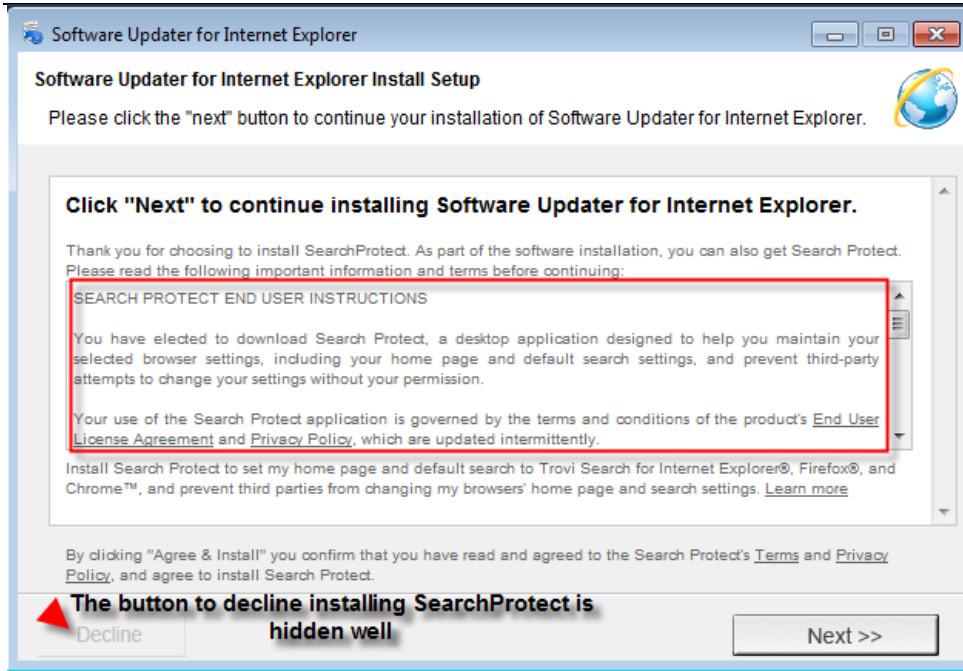 Software Updater for Internet Explorer
Software Updater for Internet Explorer Install Setup
Please click the "next" button to continue your installation of Software Updater for Internet Explorer.
Click "Next" to continue installing Software Updater for Internet Explorer.
Thank you for choosing to install SearchProtect. As part of the software installation, you can also get Search Protect.
Please read the following important information and terms before continuing:
SEARCH PROTECT END USER INSTRUCTIONS
You have elected to download Search Protect, a desktop application designed to help you maintain your
selected browser settings, including your home page and default search settings, and prevent third-party
attempts to change your settings without your permission.
Your use of the Search Protect application is governed by the terms and conditions of the product's End User
License Agreement and Privacy Policy, which are updated intermittently.
Install Search Protect to set my home page and default search to Trovi Search for Internet Explorer®, Firefox®, and
Chrome™, and prevent third parties from changing my browsers' home page and search settings. Learn more
By clicking "Agree & Install" you confirm that you have read and agreed to the Search Protect's Terms and Privacy
Policy, and agree to install Search Protect.
The button to decline installing SearchProtect is
hidden well
Decline
Next >>